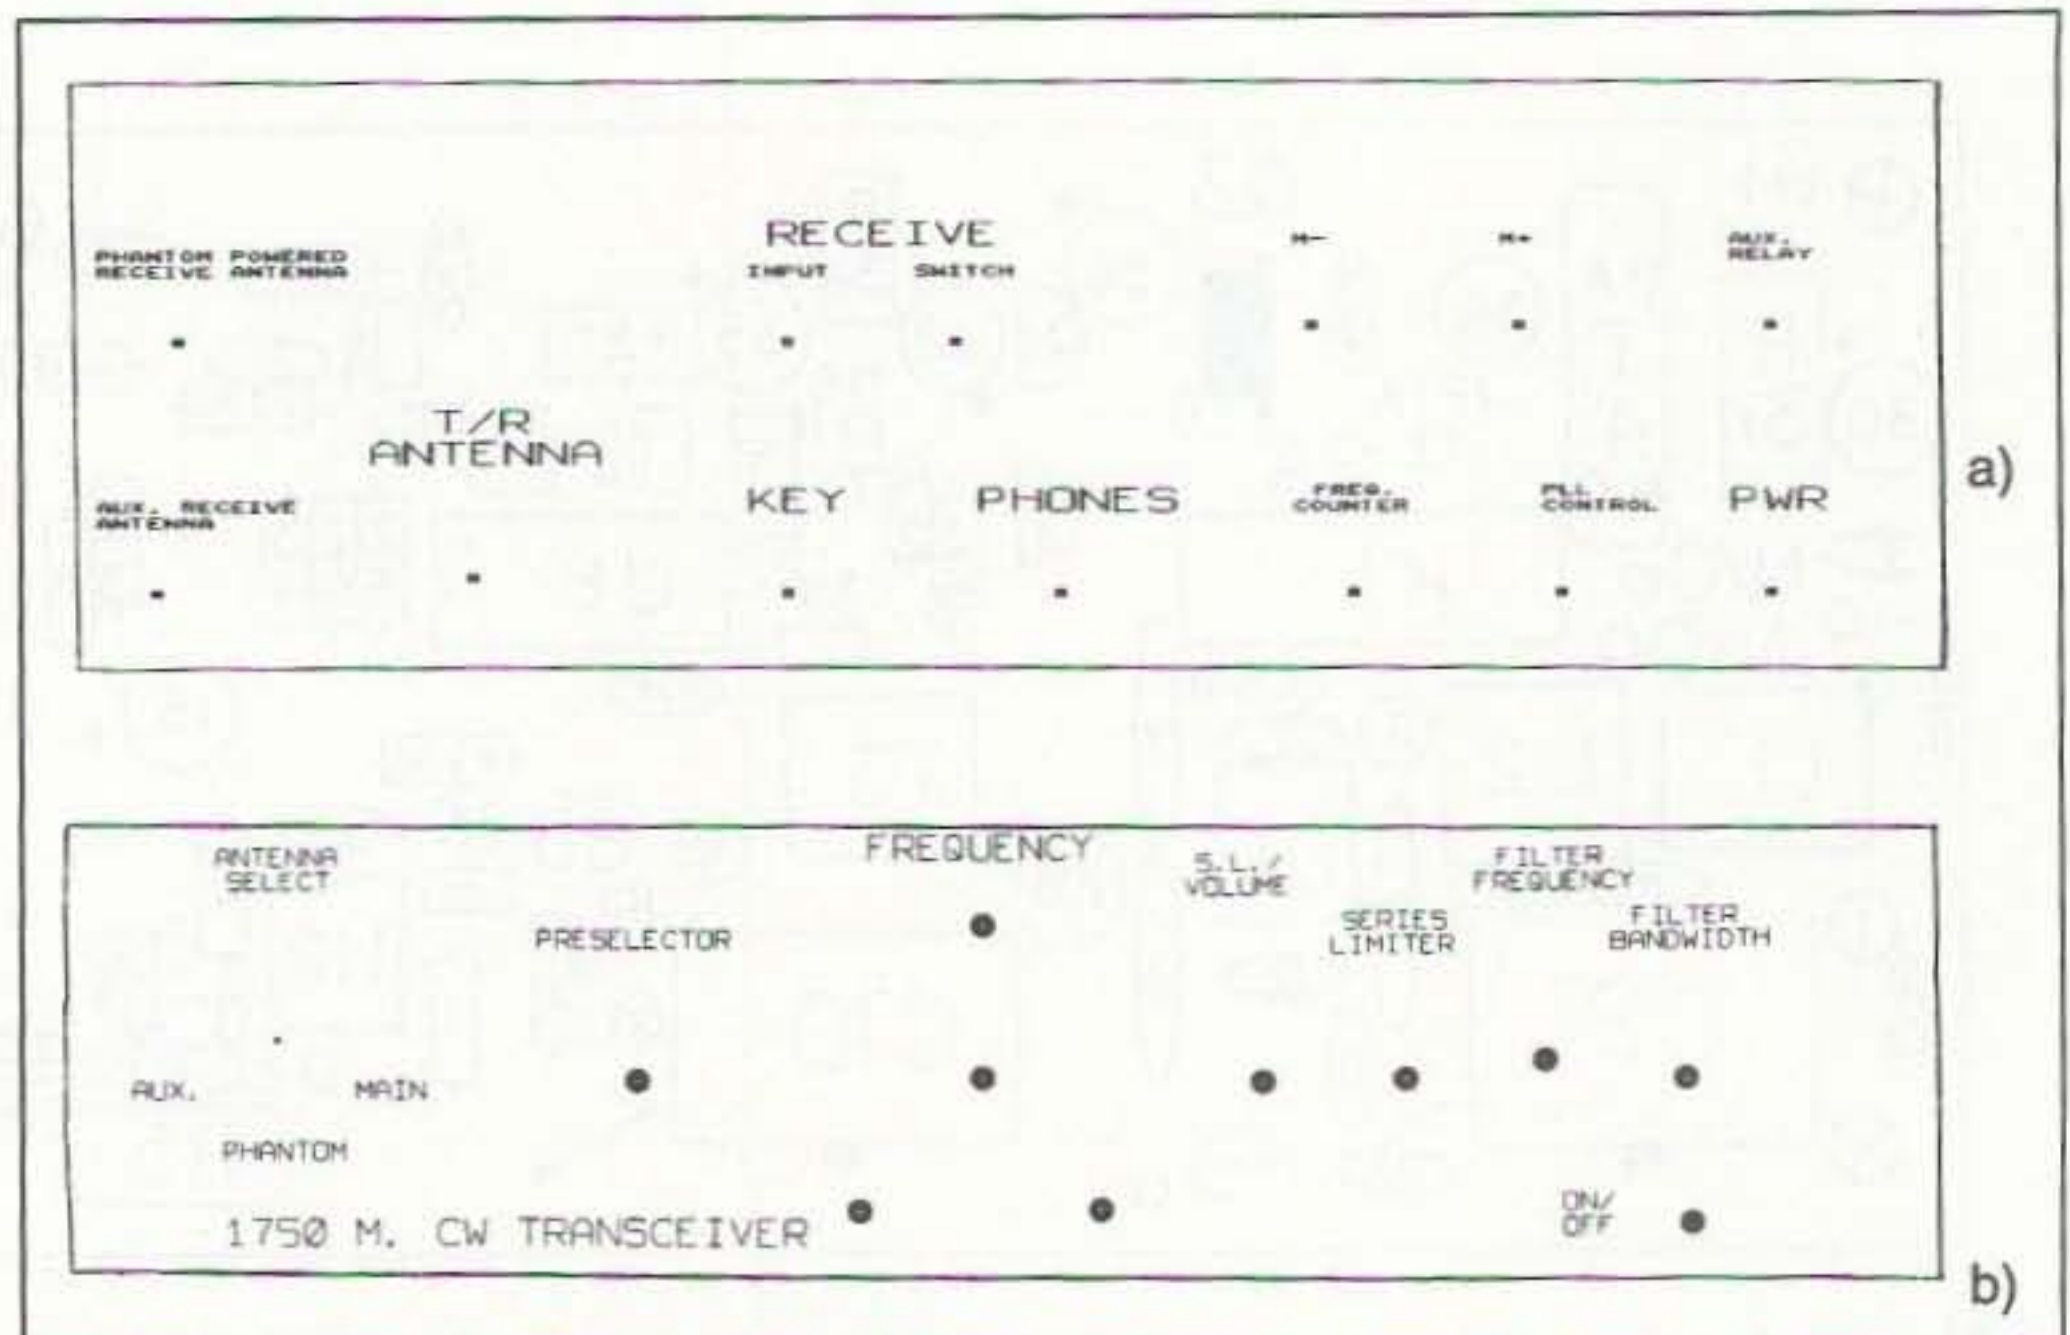 RECEIVE
PHANTOM POWERED
RECEIVE ANTENNA
INPUT
SWITCH
M-
M+
AUX.
RELAY
T/R
ANTENNA
AUX. RECEIVE
ANTENNA
KEY
PHONES
FREQ.
COUNTER
PLL
CONTROL
PWR
a)
ANTENNA
SELECT
PRESELECTOR
FREQUENCY
S.L./
VOLUME
SERIES
LIMITER
FILTER
FREQUENCY
FILTER
BANDWIDTH
AUX.
MAIN
PHANTOM
1750 M. CW TRANSCEIVER
ON/
OFF
b)